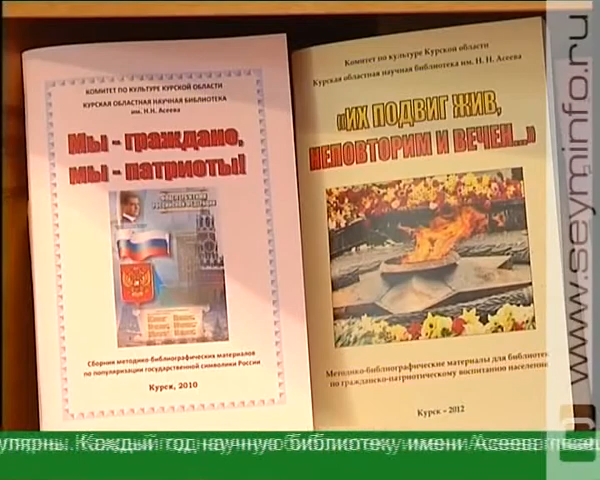 КОМИТЕТ ПО КУЛЬТУРЕ КУРСКОЙ ОБЛАСТИ
КУРСКАЯ ОБЛАСТНАЯ НАУЧНАЯ БИБЛИОТЕКА
им. Н.Н. Асеева
Мы - граждане,
мы - патриоты!
Сборник методико-библиографических материалов
по популяризации государственной символики России
Курск, 2010
Комитет по культуре Курской области
Курская областная научная библиотека им. Н. Н. Асеева
«ИХ ПОДВИГ ЖИВ,
НЕПОВТОРИМ И ВЕЧЕН...»
Методико-библиографические материалы для библиотек
по гражданско-патриотическому воспитанию населения
Курск – 2012
www.seyminfo.ru
улярны. Каждый год научную библиотеку имени Асеева